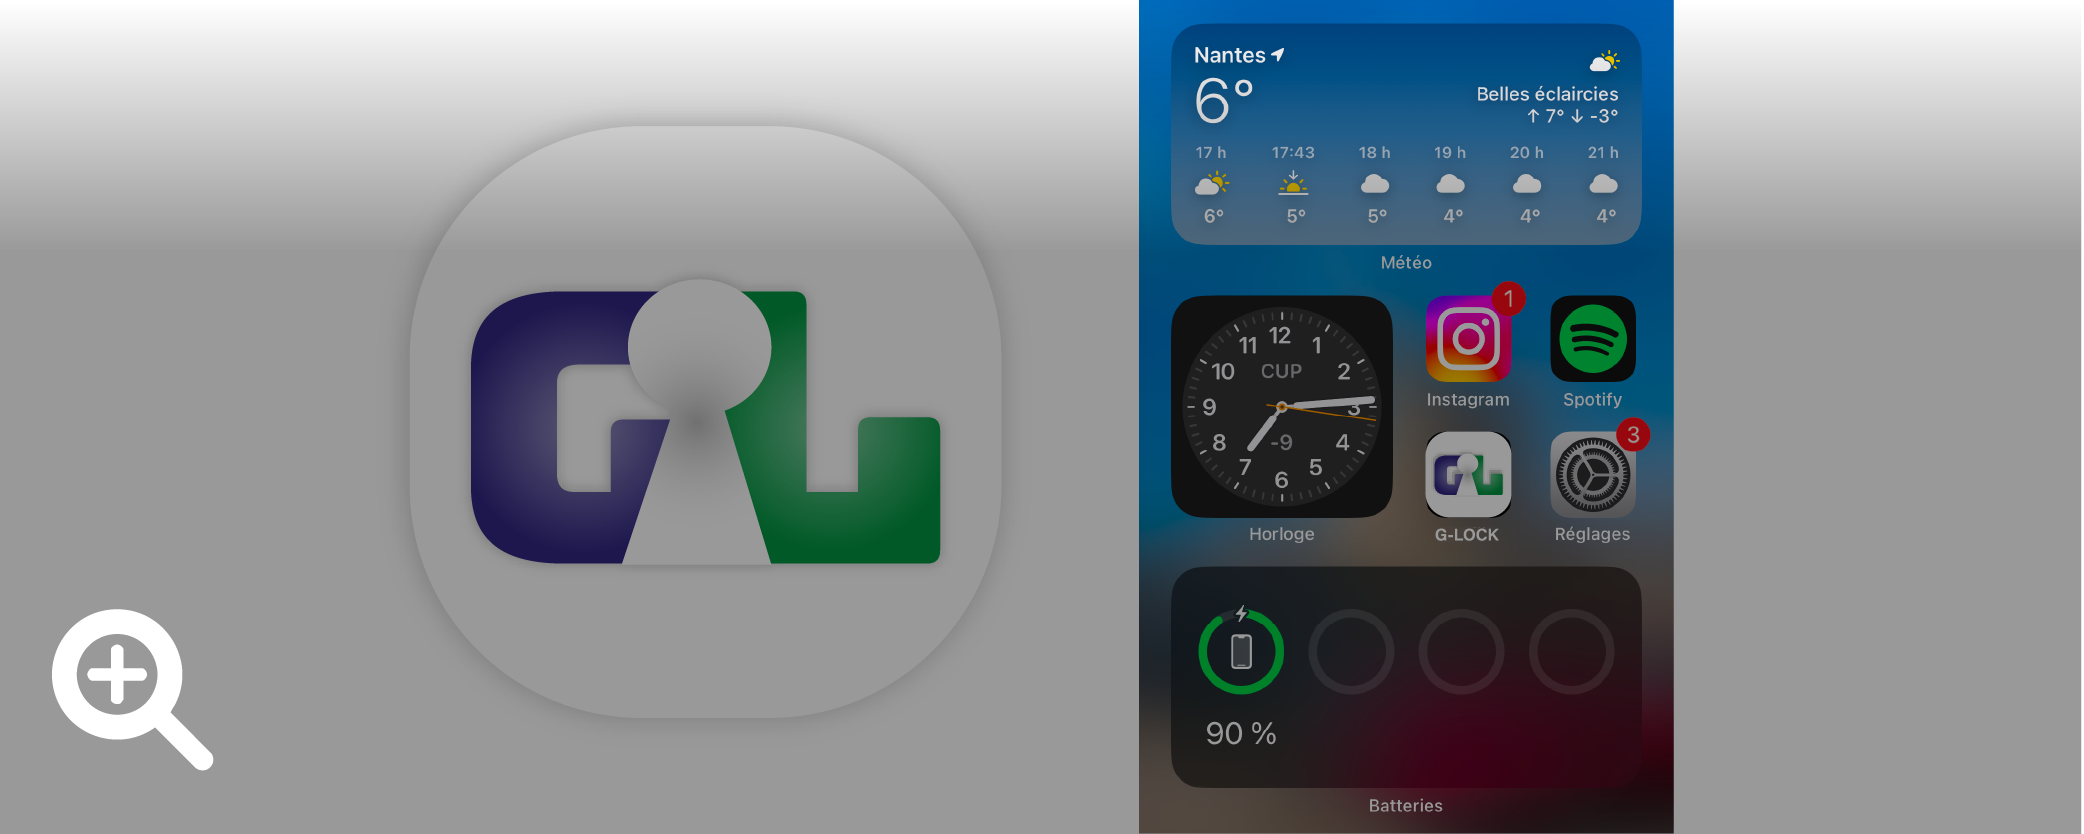 GL
Nantes
6°
Belles éclaircies
↑ 7° ↓ -3°
17 h 17:43 18 h 19 h 20 h 21 h
6° 5° 5° 4° 4° 4°
Météo
12
11 1
10 CUP 2
9 3
8 -9 4
7 5
6
Horloge
1
Instagram
Spotify
GL
G-LOCK
3
Réglages
90 %
Batteries